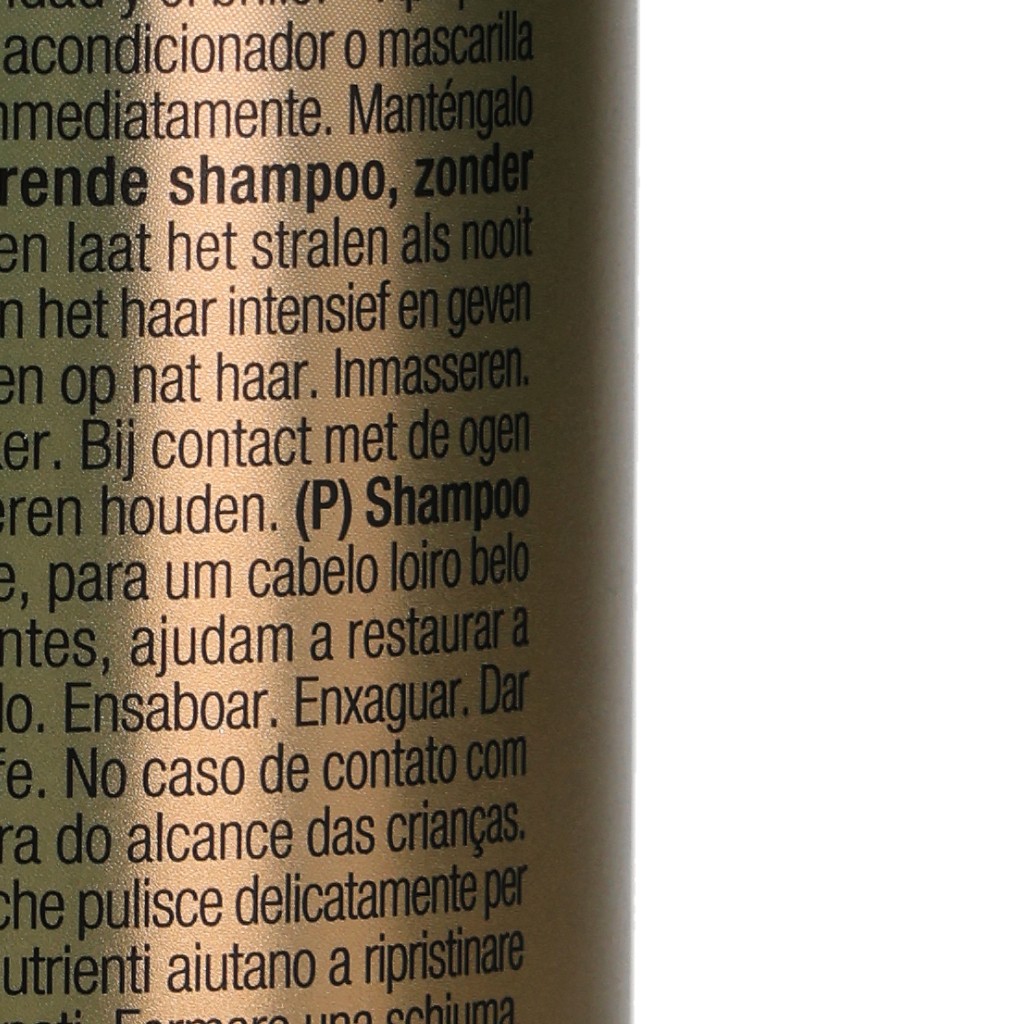 acondicionador o mascarilla
nmediatamente. Manténgalo
rende shampoo, zonder
en laat het stralen als nooit
n het haar intensief en geven
en op nat haar. Inmasseren.
ker. Bij contact met de ogen
eren houden. (P) Shampoo
e, para um cabelo loiro belo
ntes, ajudam a restaurar a
lo. Ensaboar. Enxaguar. Dar
fe. No caso de contato com
ra do alcance das crianças.
che pulisce delicatamente per
utrienti aiutano a ripristinare
Formare una schiuma